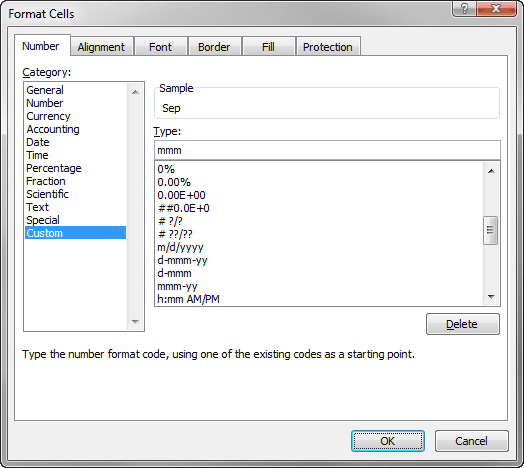 Format Cells
Number Alignment Font Border Fill Protection
Category:
General
Number
Currency
Accounting
Date
Time
Percentage
Fraction
Scientific
Text
Special
Custom
Sample
Sep
Type:
mmm
0%
0.00%
0.00E+00
##0.0E+0
# ?/?
# ??/??
m/d/yyyy
d-mmm-yy
d-mmm
mmm-yy
h:mm AM/PM
Delete
Type the number format code, using one of the existing codes as a starting point.
OK Cancel